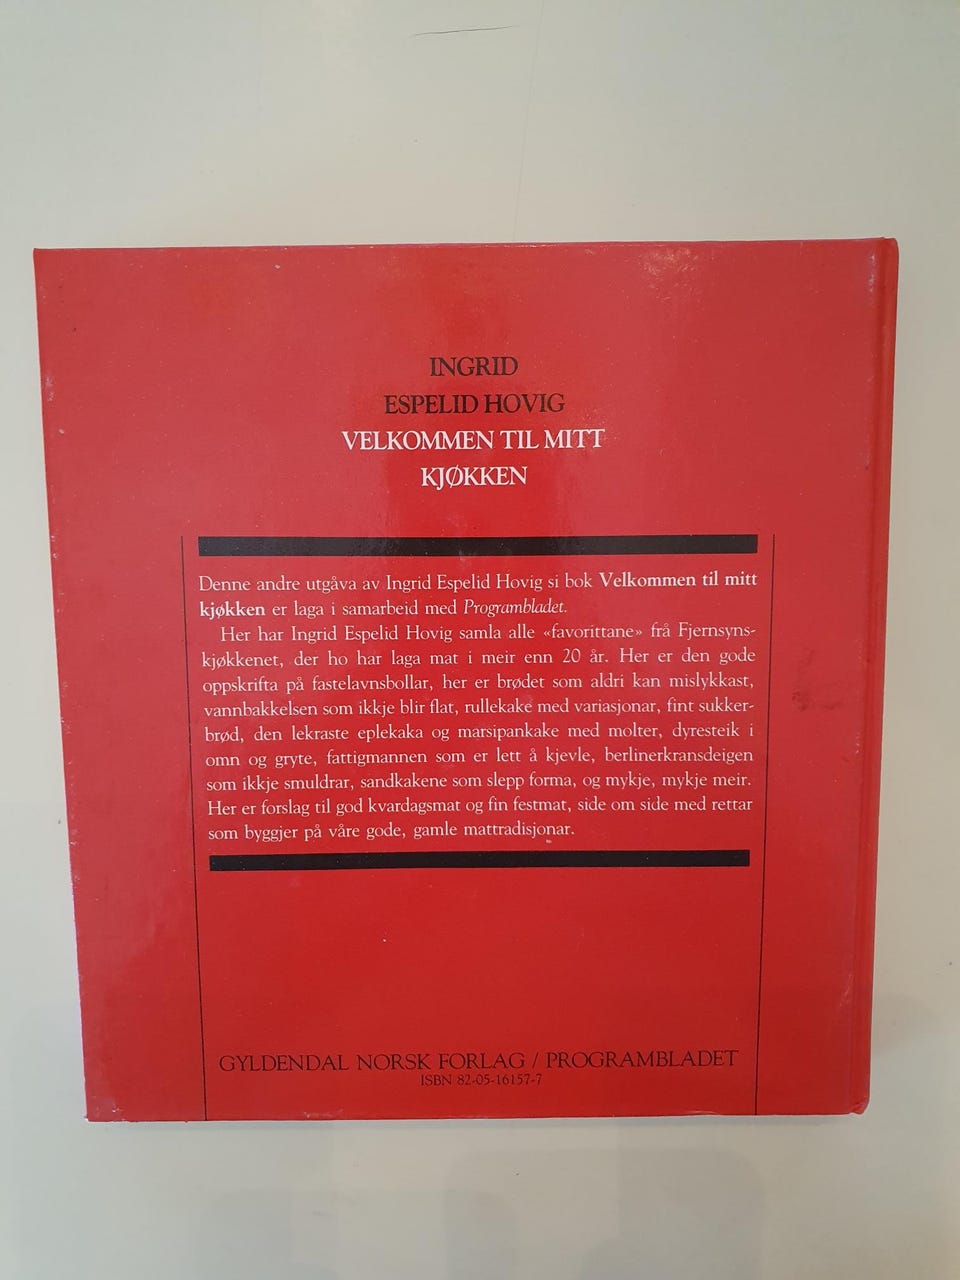 INGRID
ESPELID HOVIG
VELKOMMEN TIL MITT
KJØKKEN
Denne andre utgåva av Ingrid Espelid Hovig si bok Velkommen til mitt
kjøkken er laga i samarbeid med Programbladet.
Her har Ingrid Espelid Hovig samla alle «favorittane» frå Fjernsyns-
kjøkkenet, der ho har laga mat i meir enn 20 år. Her er den gode
oppskrifta på fastelavnsbollar, her er brødet som aldri kan mislykkast,
vannbakkelsen som ikkje blir flat, rullekake med variasjonar, fint sukker-
brød, den lekraste eplekaka og marsipankake med molter, dyresteik i
omn og gryte, fattigmannen som er lett å kjevle, berlinerkransdeigen
som ikkje smuldrar, sandkakene som slepp forma, og mykje, mykje meir.
Her er forslag til god kvardagsmat og fin festmat, side om side med rettar
som byggjer på våre gode, gamle mattradisjonar.
GYLDENDAL NORSK FORLAG / PROGRAMBLADET
ISBN 82-05-16157-7